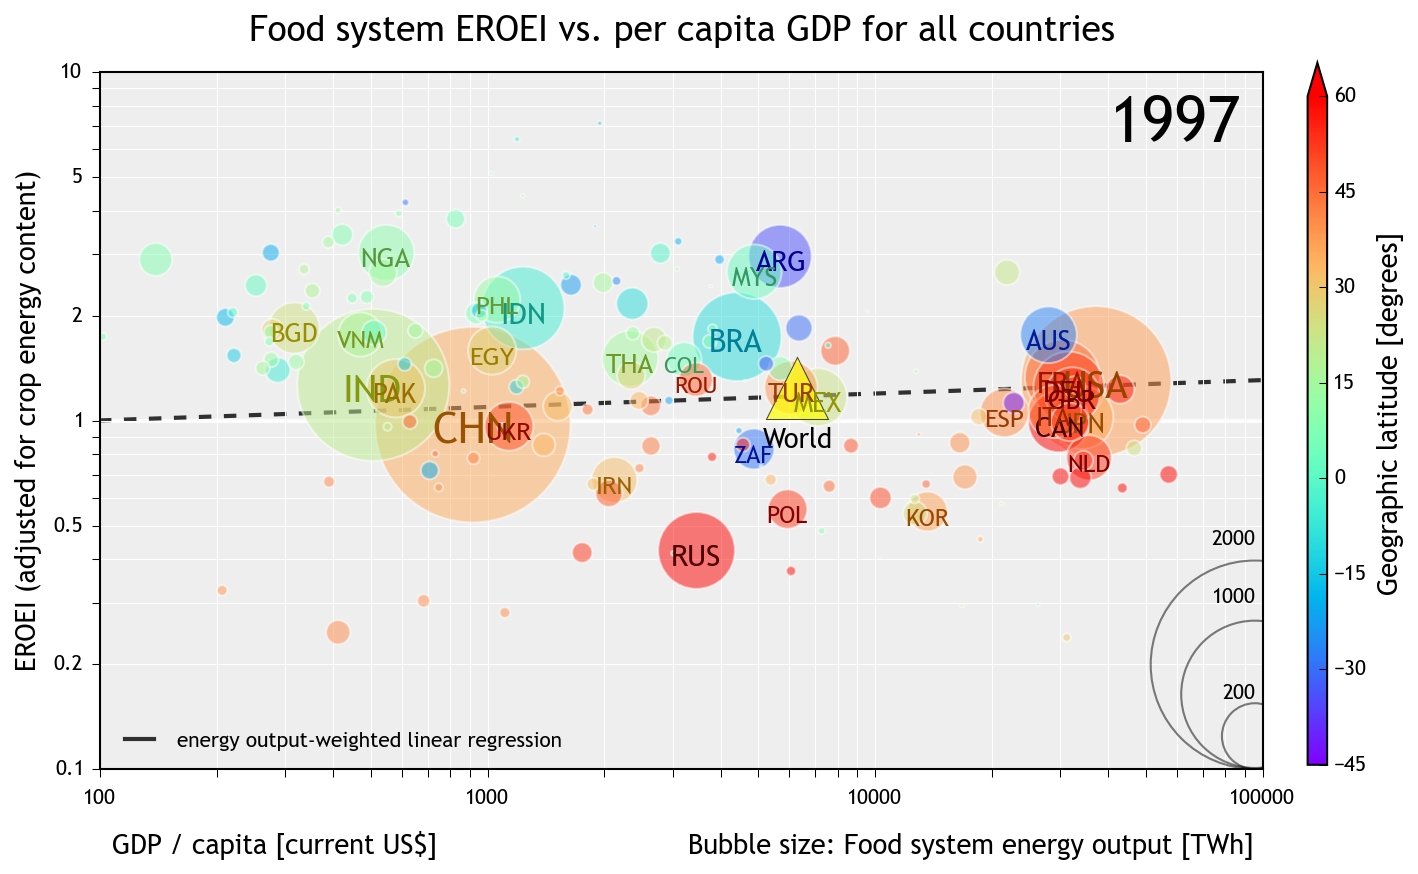 Food system EROEI vs. per capita GDP for all countries
1997
EROEI (adjusted for crop energy content)
10
5
2
1
0.5
0.2
0.1
NGA
ARG
MYS
PHL
IDN
BGD
VNM
BRA
AUS
EGY
THA
COL
IND
PAK
ROU
TUR
MEX
USA
GBR
CHN
UKR
World
ESP
CAN
ZAF
NLD
IRN
POL
KOR
RUS
2000
1000
200
energy output-weighted linear regression
100
1000
10000
100000
GDP / capita [current US$]
Bubble size: Food system energy output [TWh]
60
45
30
15
0
−15
−30
−45
Geographic latitude [degrees]